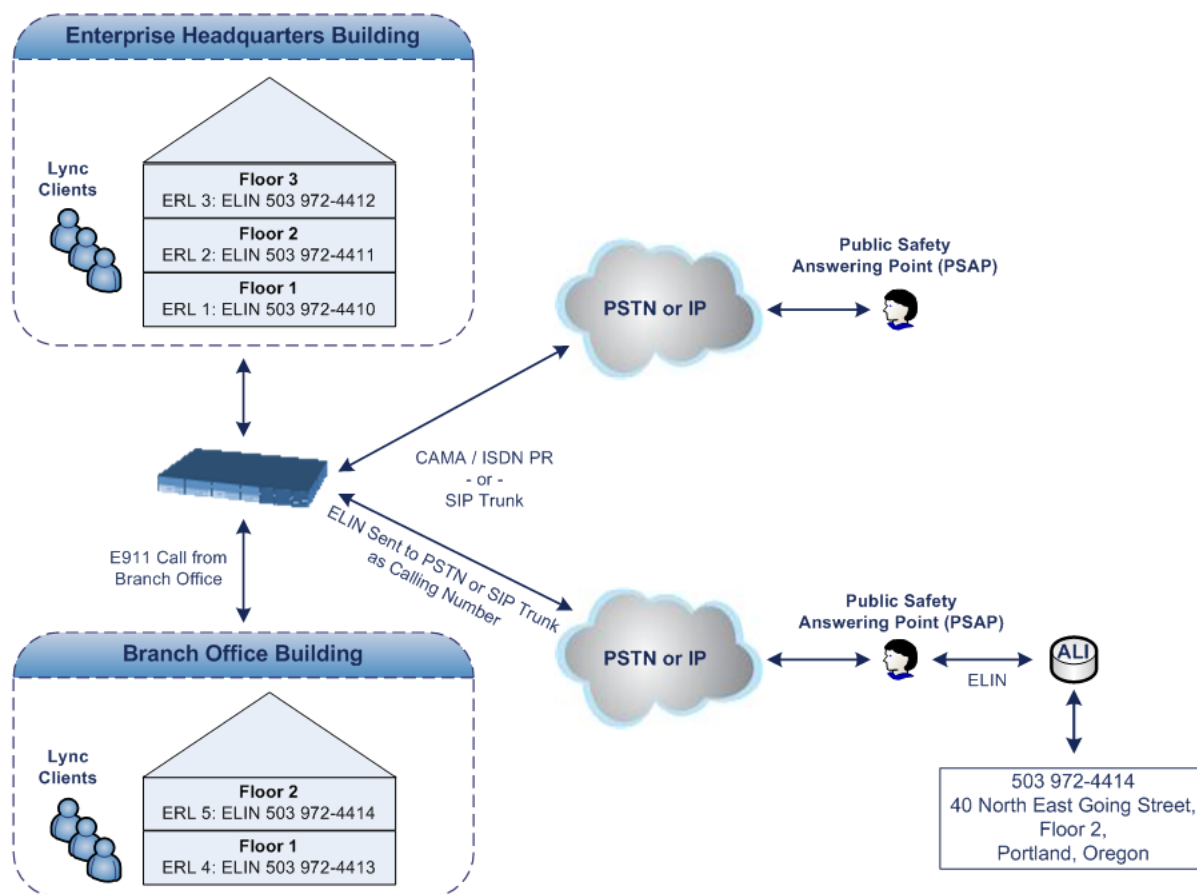 Enterprise Headquarters Building
Lync
Clients
Floor 3
ERL 3: ELIN 503 972-4412
Floor 2
ERL 2: ELIN 503 972-4411
Floor 1
ERL 1: ELIN 503 972-4410
PSTN or IP
Public Safety
Answering Point (PSAP)
CAMA / ISDN PR
- or -
SIP Trunk
ELIN Sent to PSTN or SIP Trunk
as Calling Number
E911 Call from
Branch Office
PSTN or IP
Public Safety
Answering Point (PSAP)
ELIN
ALI
503 972-4414
40 North East Going Street,
Floor 2,
Portland, Oregon
Branch Office Building
Lync
Clients
Floor 2
ERL 5: ELIN 503 972-4414
Floor 1
ERL 4: ELIN 503 972-4413